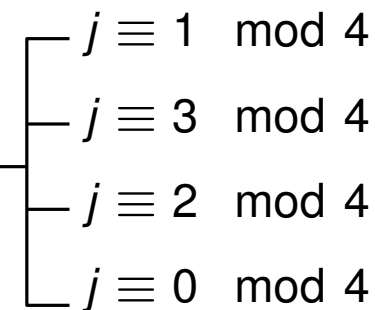 j ≡ 1 mod 4
j ≡ 3 mod 4
j ≡ 2 mod 4
j ≡ 0 mod 4